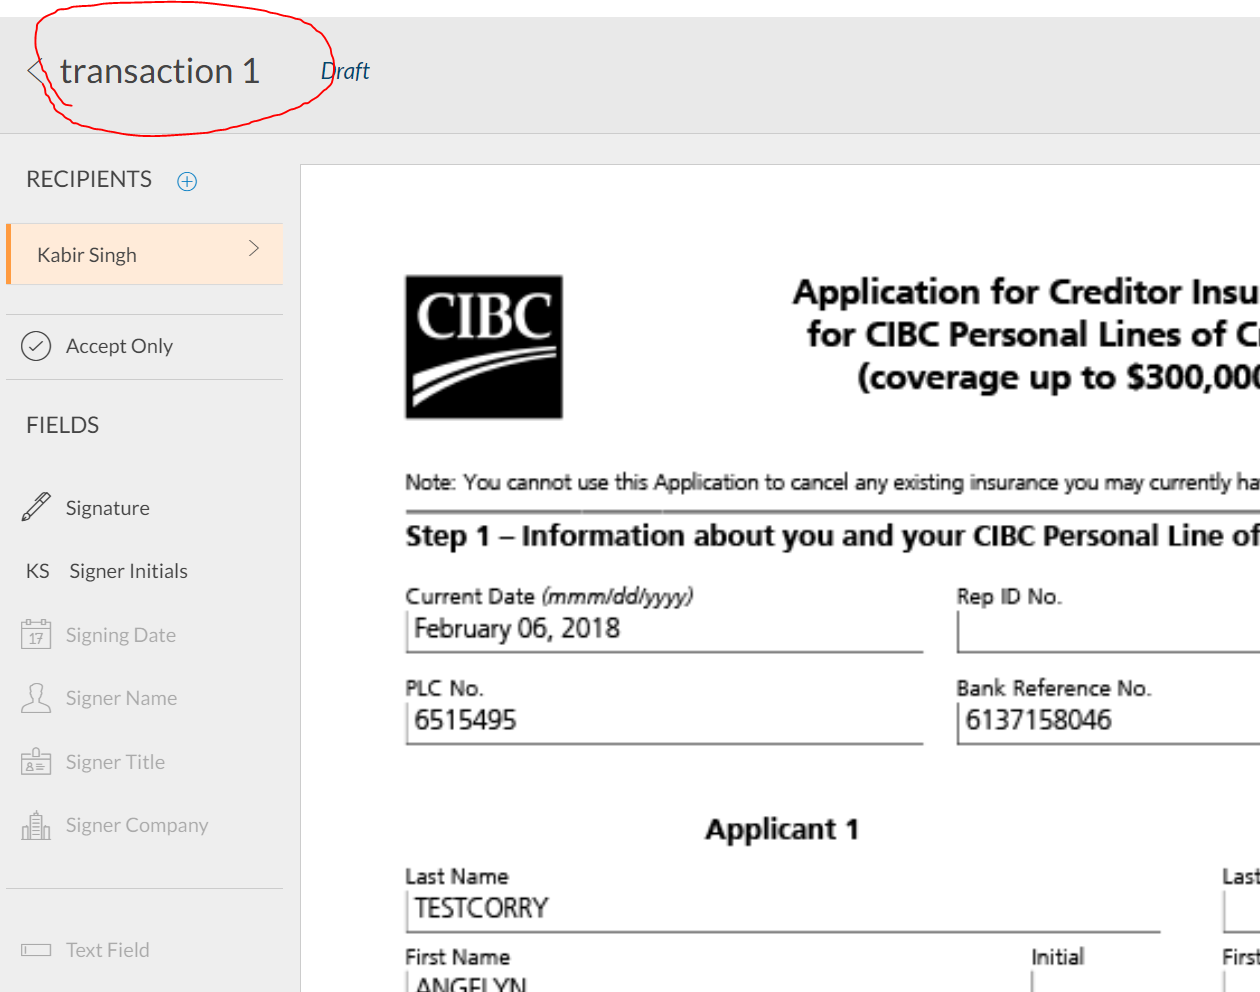 transaction 1 Draft
RECIPIENTS
Kabir Singh
Accept Only
FIELDS
Signature
KS Signer Initials
17 Signing Date
Signer Name
Signer Title
Signer Company
Text Field
CIBC
Application for Creditor Insu
for CIBC Personal Lines of C
(coverage up to $300,000
Note: You cannot use this Application to cancel any existing insurance you may currently ha
Step 1 – Information about you and your CIBC Personal Line of
Current Date (mmm/dd/yyyy) Rep ID No.
February 06, 2018
PLC No. Bank Reference No.
6515495 6137158046
Applicant 1
Last Name Last
TESTCORRY
First Name Initial First
ANGELYN